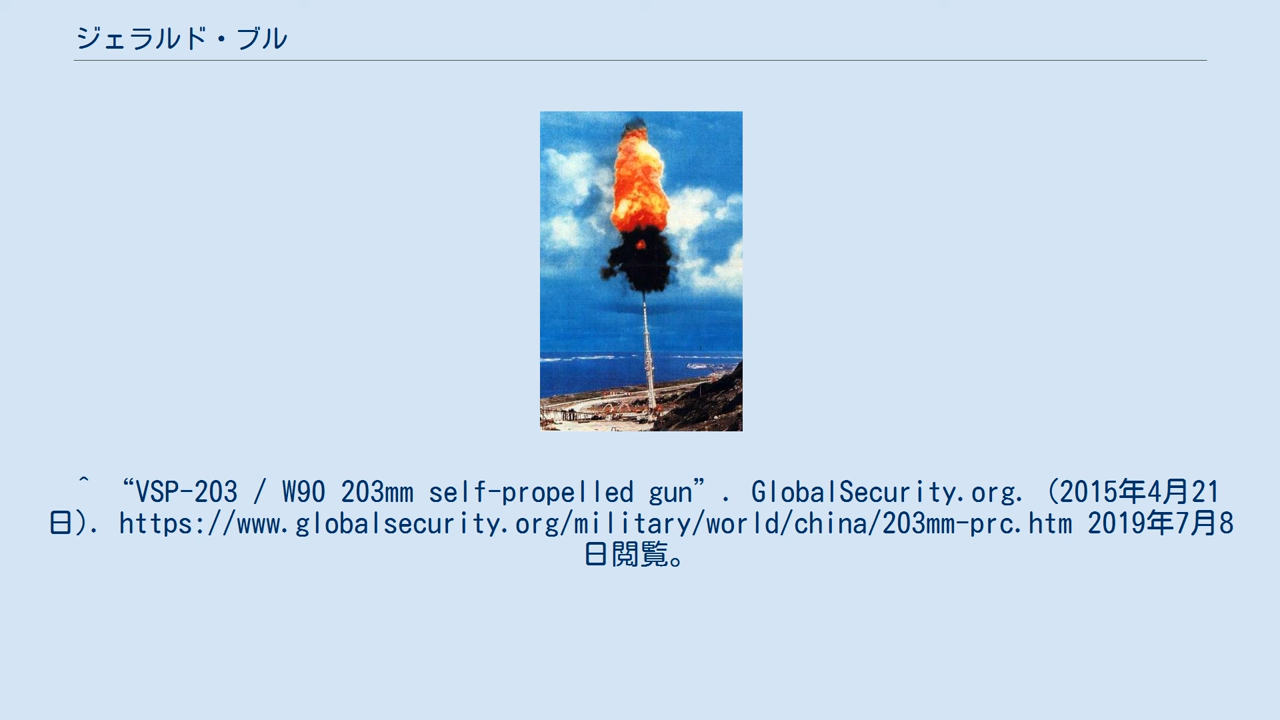 ジェラルド・ブル
^ “VSP-203 / W90 203mm self-propelled gun”. GlobalSecurity.org. (2015年4月21
日). https://www.globalsecurity.org/military/world/china/203mm-prc.htm 2019年7月8
日閲覧。